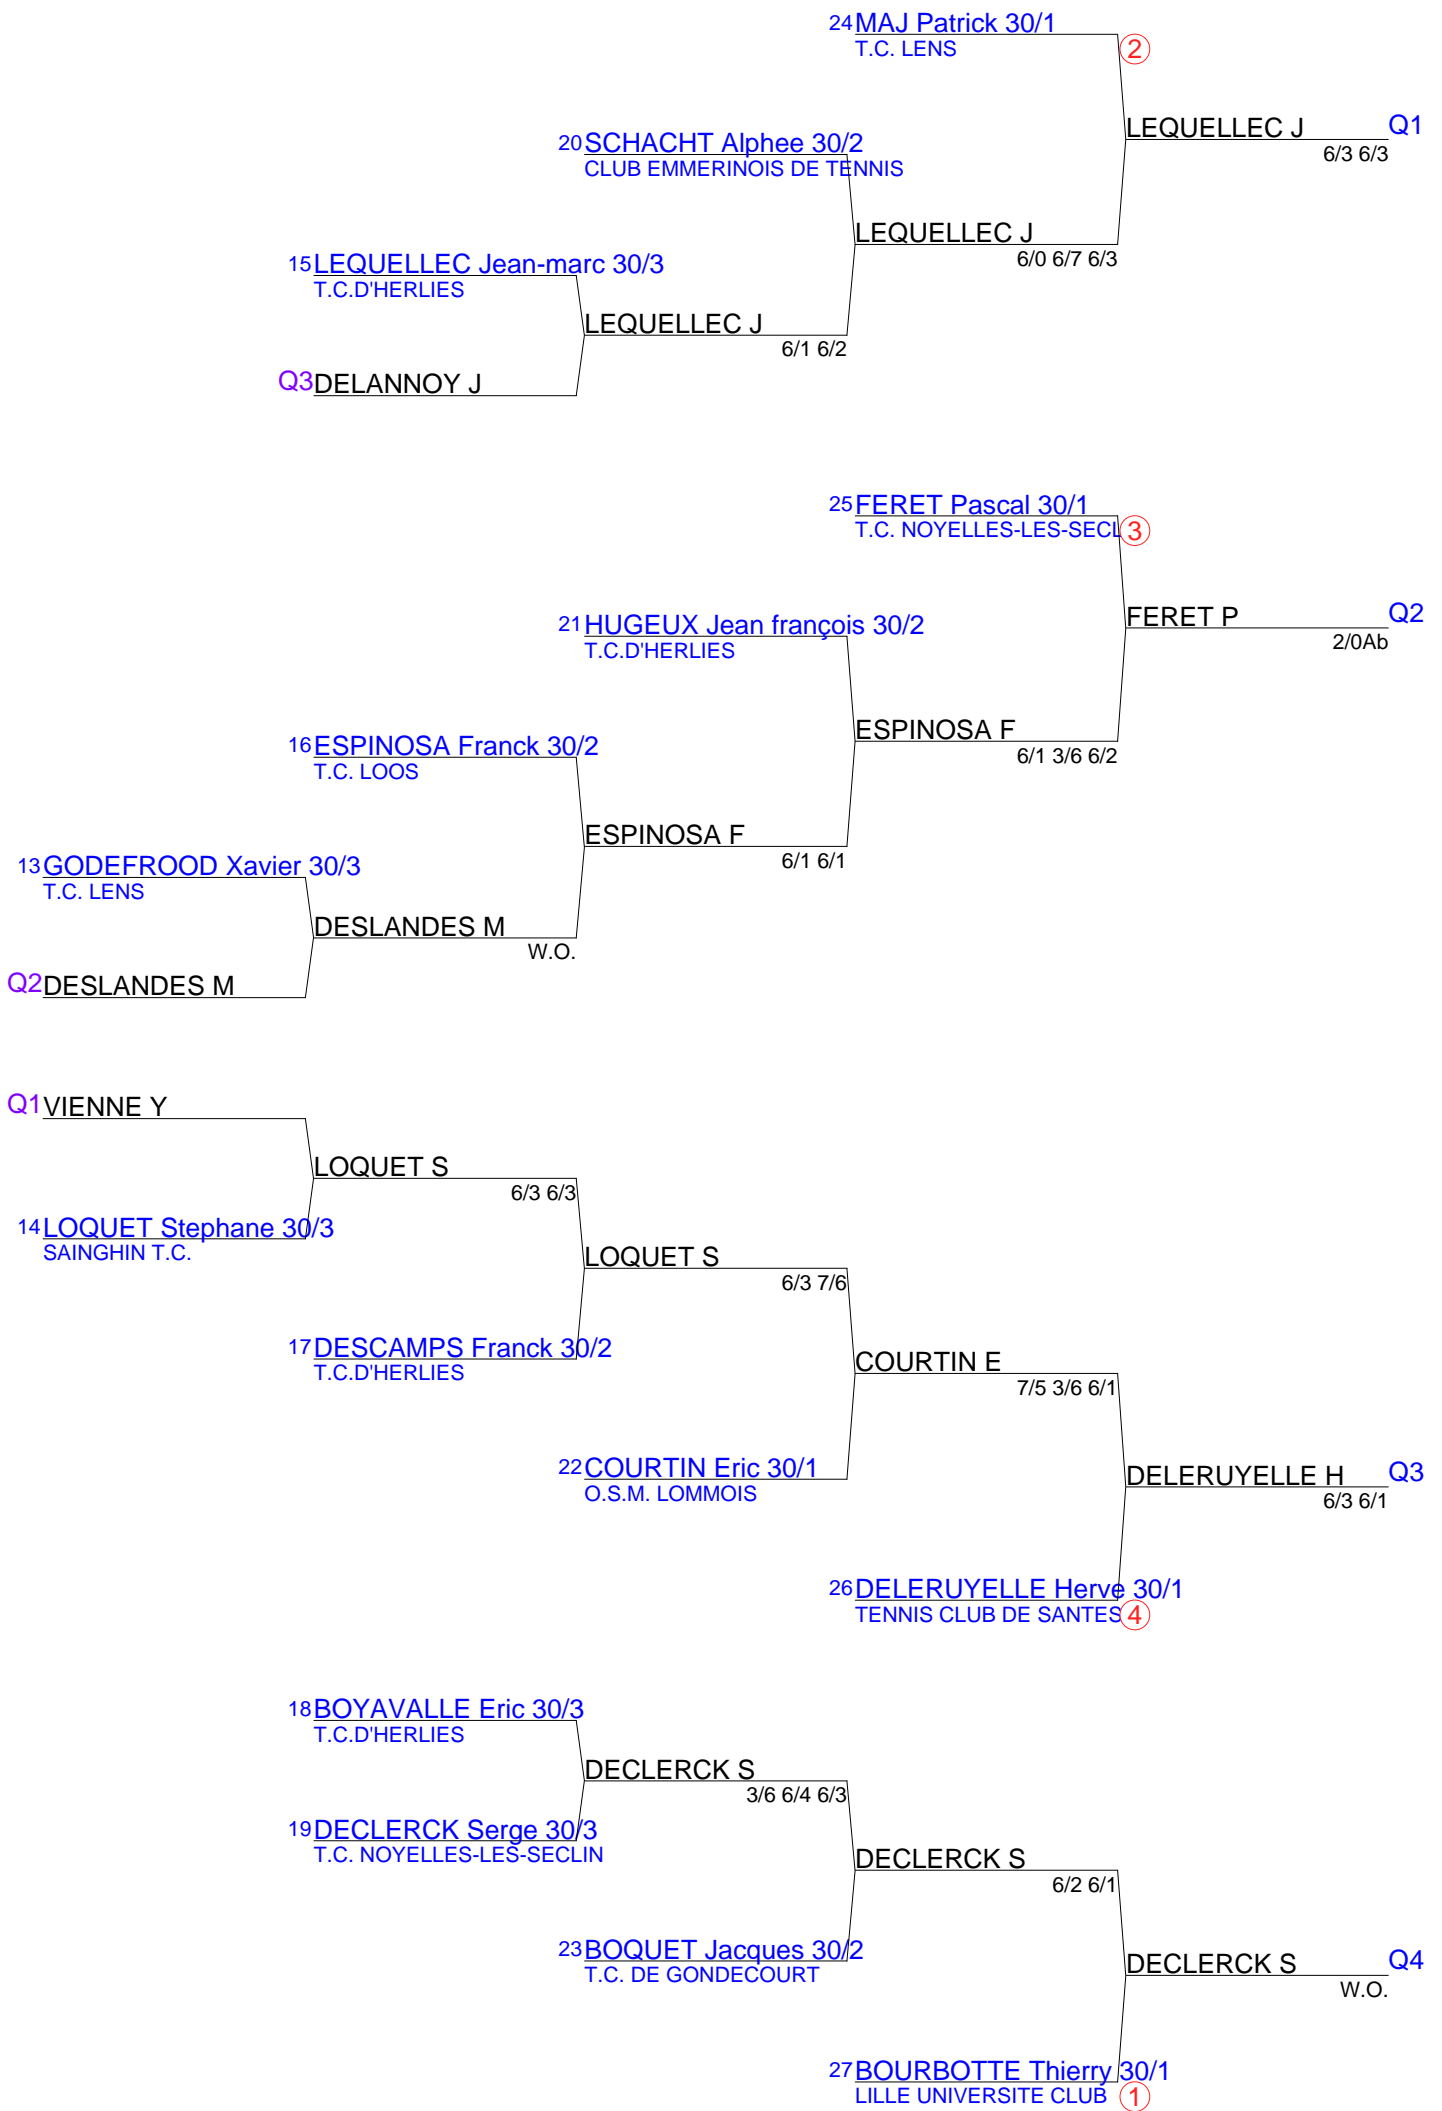 24 MAJ Patrick 30/1
T.C. LENS
2
LEQUELLEC J Q1
6/3 6/3
20 SCHACHT Alphee 30/2
CLUB EMMERINOIS DE TENNIS
LEQUELLEC J
6/0 6/7 6/3
15 LEQUELLEC Jean-marc 30/3
T.C.D'HERLIES
LEQUELLEC J
6/1 6/2
Q3 DELANNOY J
25 FERET Pascal 30/1
T.C. NOYELLES-LES-SECL
3
FERET P Q2
2/0Ab
21 HUGEUX Jean françois 30/2
T.C.D'HERLIES
ESPINOSA F
6/1 3/6 6/2
16 ESPINOSA Franck 30/2
T.C. LOOS
ESPINOSA F
6/1 6/1
13 GODEFROOD Xavier 30/3
T.C. LENS
DESLANDES M
W.O.
Q2 DESLANDES M
Q1 VIENNE Y
LOQUET S
6/3 6/3
14 LOQUET Stephane 30/3
SAINGHIN T.C.
LOQUET S
6/3 7/6
17 DESCAMPS Franck 30/2
T.C.D'HERLIES
COURTIN E
7/5 3/6 6/1
22 COURTIN Eric 30/1
O.S.M. LOMMOIS
DELERUYELLE H Q3
6/3 6/1
26 DELERUYELLE Herve 30/1
TENNIS CLUB DE SANTES
4
18 BOYAVALLE Eric 30/3
T.C.D'HERLIES
DECLERCK S
3/6 6/4 6/3
19 DECLERCK Serge 30/3
T.C. NOYELLES-LES-SECLIN
DECLERCK S
6/2 6/1
23 BOQUET Jacques 30/2
T.C. DE GONDECOURT
DECLERCK S Q4
W.O.
27 BOURBOTTE Thierry 30/1
LILLE UNIVERSITE CLUB
1